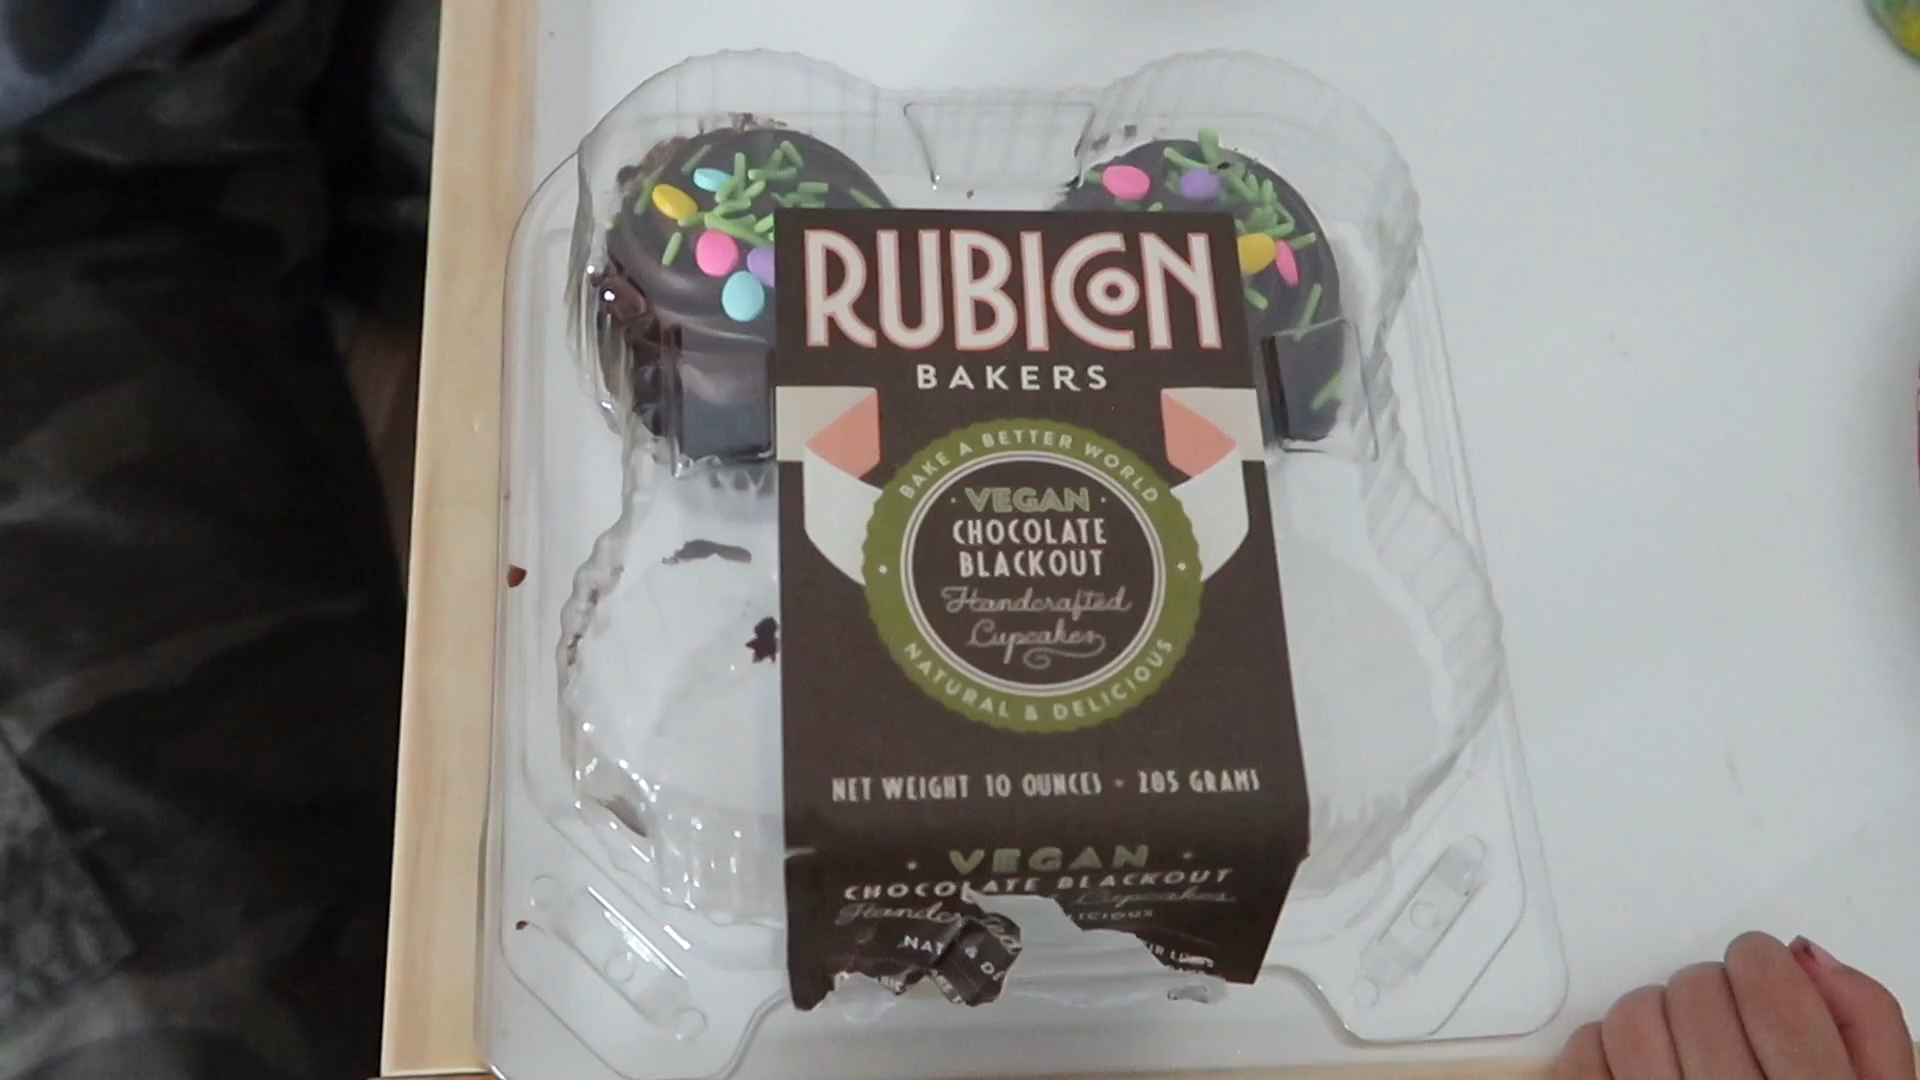 RUBICON
BAKERS
BAKE A BETTER WORLD
· VEGAN ·
CHOCOLATE
BLACKOUT
Handcrafted
Cupcakes
NATURAL & DELICIOUS
NET WEIGHT 10 OUNCES · 285 GRAMS
· VEGAN ·
CHOCOLATE BLACKOUT
Cupcakes